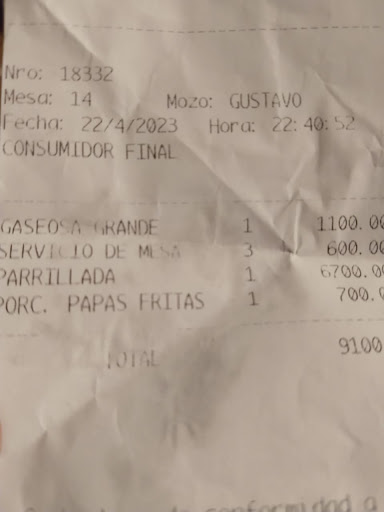 Nro: 18332
Mesa: 14 Mozo: GUSTAVO
Fecha: 22/4/2023 Hora: 22:40:52
CONSUMIDOR FINAL
GASEOSA GRANDE 1 1100.00
SERVICIO DE MESA 3 600.00
PARRILLADA 1 6700.00
PORC. PAPAS FRITAS 1 700.0
TOTAL 9100
conformidad a